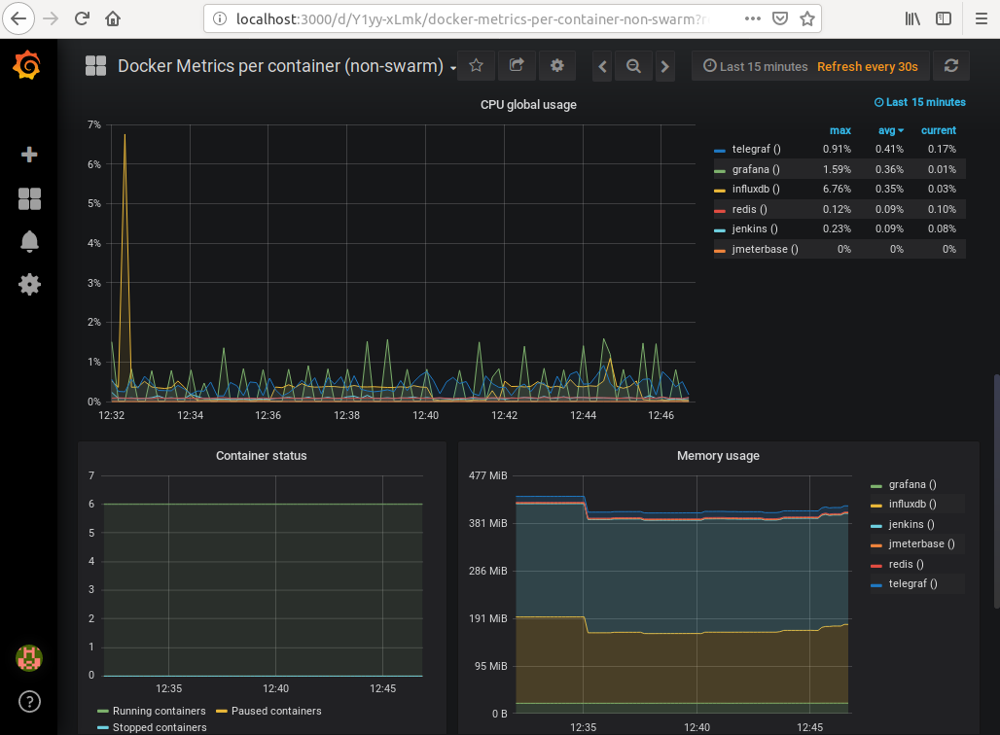 localhost:3000/d/Y1yy-xLmk/docker-metrics-per-container-non-swarm?r
Docker Metrics per container (non-swarm)
Last 15 minutes Refresh every 30s
CPU global usage
Last 15 minutes
7%
6%
5%
4%
3%
2%
1%
0%
12:32 12:34 12:36 12:38 12:40 12:42 12:44 12:46
max avg current
telegraf () 0.91% 0.41% 0.17%
grafana () 1.59% 0.36% 0.01%
influxdb () 6.76% 0.35% 0.03%
redis () 0.12% 0.09% 0.10%
jenkins () 0.23% 0.09% 0.08%
jmeterbase () 0% 0% 0%
Container status
7
6
5
4
3
2
1
0
12:35 12:40 12:45
Running containers Paused containers
Stopped containers
Memory usage
477 MiB
381 MiB
286 MiB
191 MiB
95 MiB
0 B
12:35 12:40 12:45
grafana ()
influxdb ()
jenkins ()
jmeterbase ()
redis ()
telegraf ()